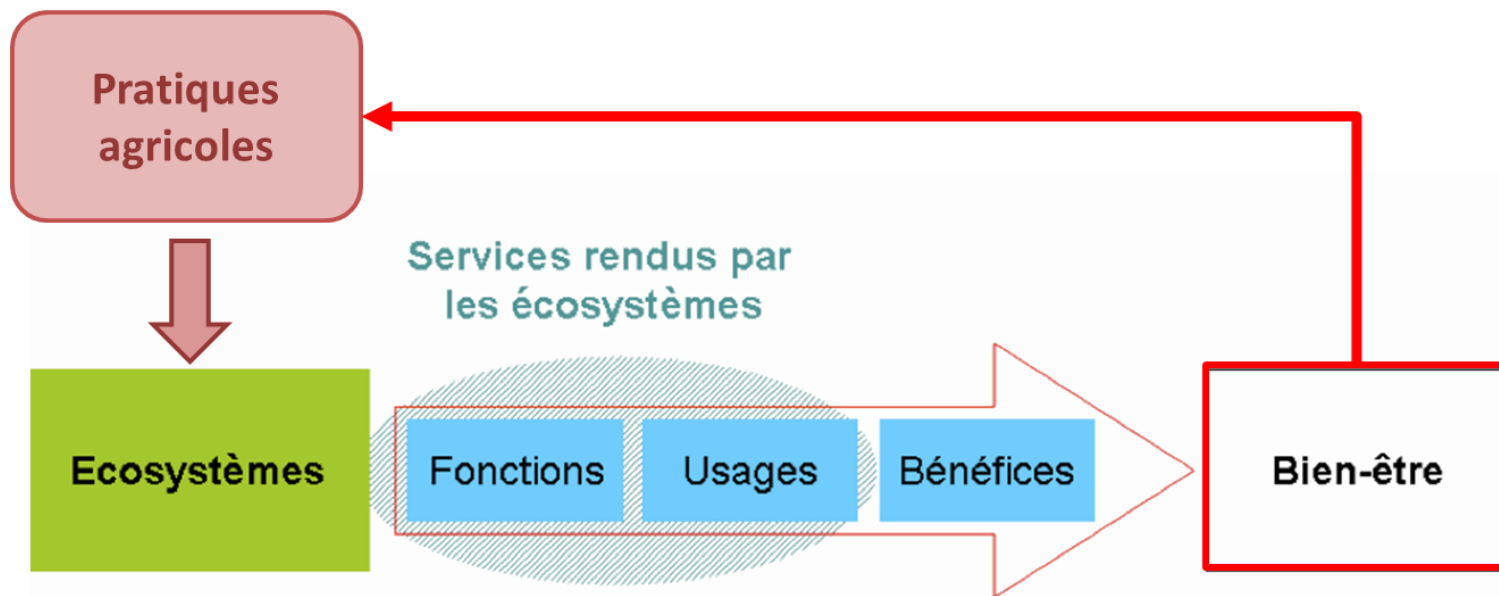 Pratiques
agricoles
Services rendus par
les écosystèmes
Ecosystèmes
Fonctions
Usages
Bénéfices
Bien-être